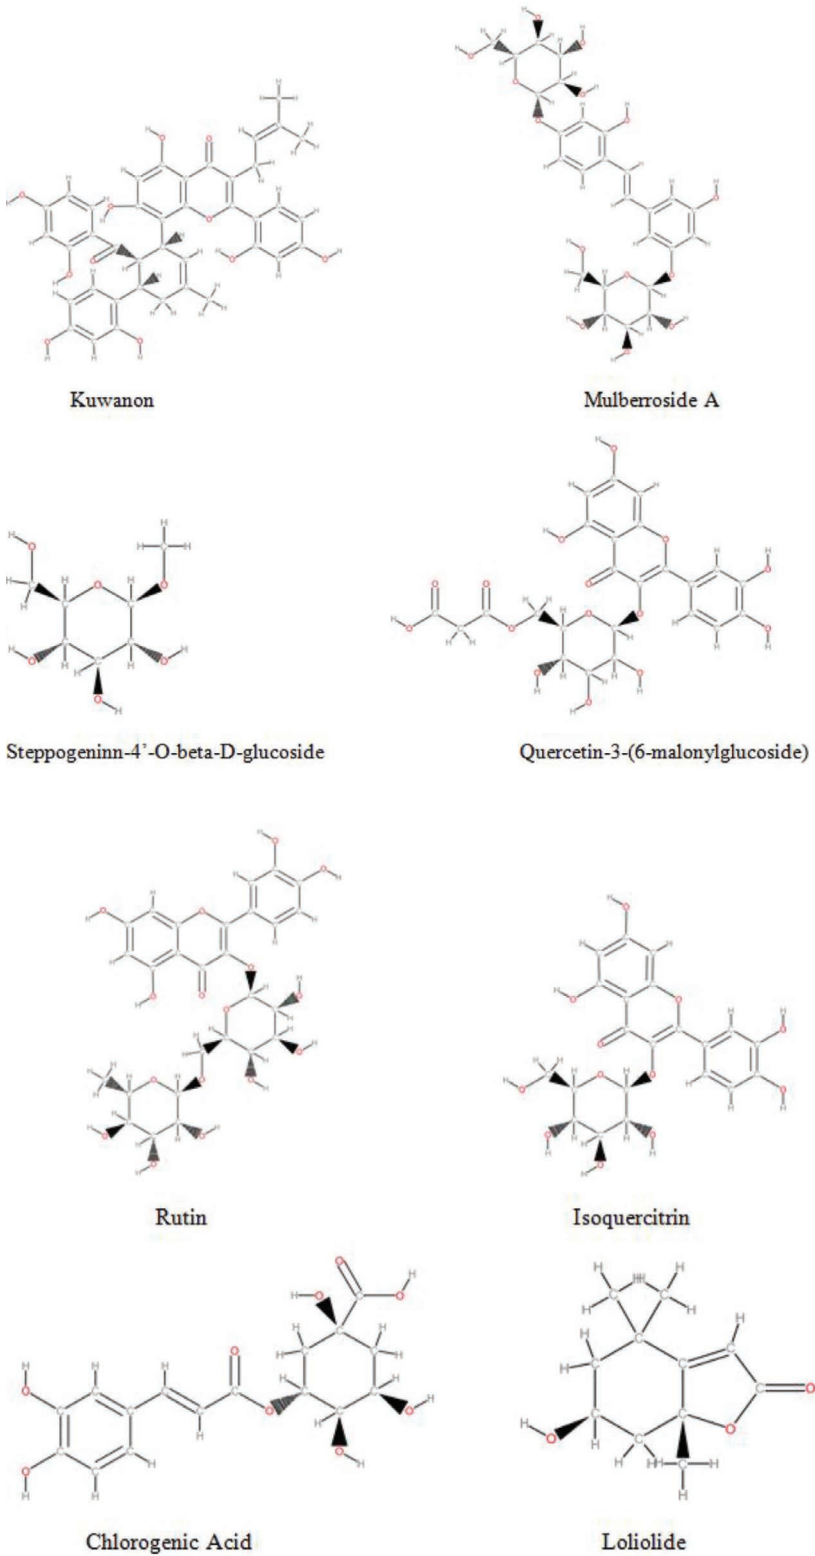 Kuwanon
Mulberroside A
Steppogeninn-4'-O-beta-D-glucoside
Quercetin-3-(6-malonylglucoside)
Rutin
Isoquercitrin
Chlorogenic Acid
Loliolide